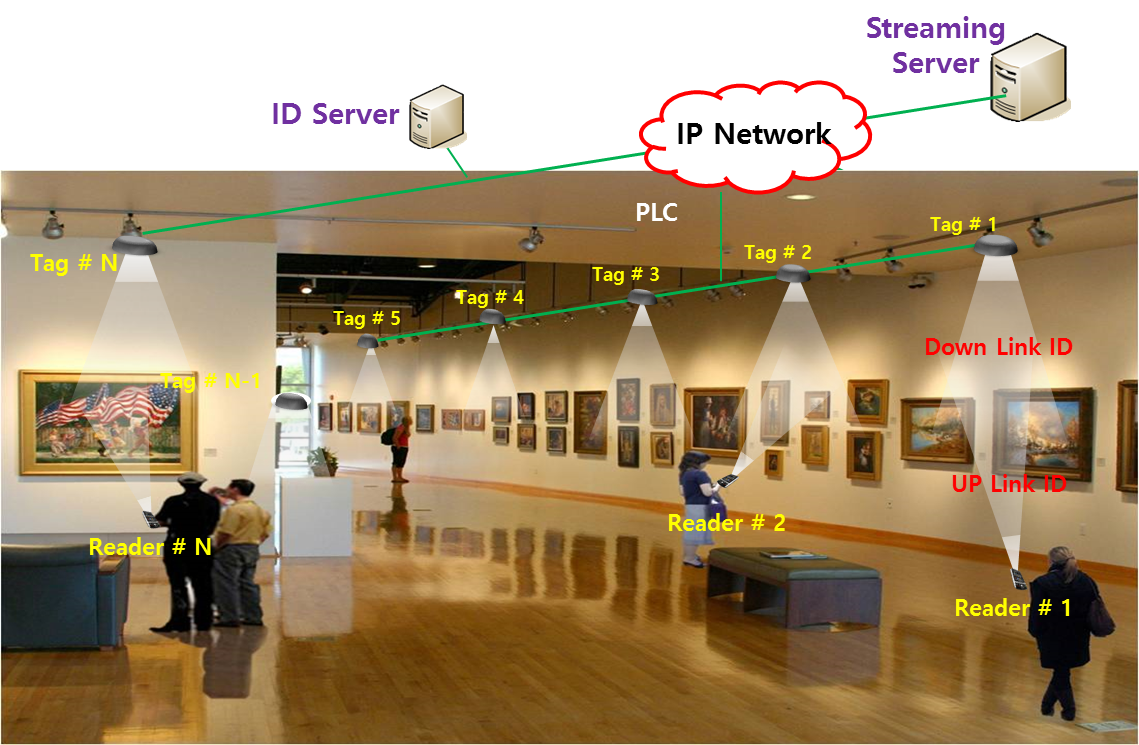 Streaming
Server
ID Server
IP Network
PLC
Tag # 1
Tag # 2
Tag # N
Tag # 3
Tag # 4
Tag # 5
Down Link ID
Tag # N-1
UP Link ID
Reader # 2
Reader # N
Reader # 1